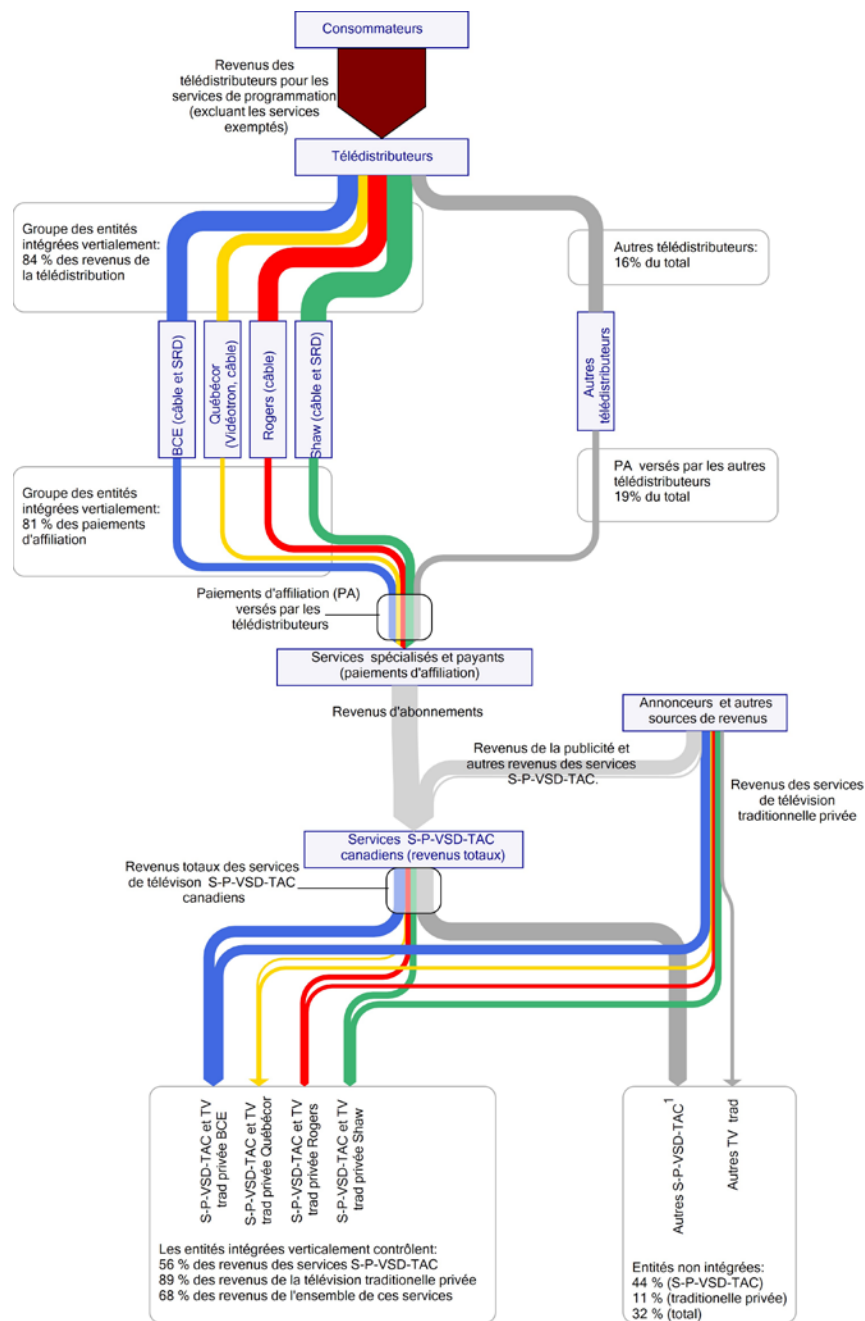 Consommateurs
Revenus des
télédistributeurs pour les
services de programmation
(excluant les services
exemptés)
Télédistributeurs
Groupe des entités
intégrées vertialement:
84 % des revenus de
la télédistribution
Autres télédistributeurs:
16% du total
BCE (câble et SRD)
Québécor
(Vidéotron, câble)
Rogers (câble)
Shaw (câble et SRD)
Autres
télédistributeurs
Groupe des entités
intégrées vertialement:
81 % des paiements
d'affiliation
PA versés par les autres
télédistributeurs
19% du total
Paiements d'affiliation (PA)
versés par les
télédistributeurs
Services spécialisés et payants
(paiements d'affiliation)
Revenus d'abonnements
Annonceurs et autres
sources de revenus
Revenus de la publicité et
autres revenus des services
S-P-VSD-TAC.
Revenus des services
de télévision
traditionnelle privée
Services S-P-VSD-TAC
canadiens (revenus totaux)
Revenus totaux des services
de télévison S-P-VSD-TAC
canadiens
S-P-VSD-TAC et TV
trad privée BCE
S-P-VSD-TAC et TV
trad privée Québécor
S-P-VSD-TAC et TV
trad privée Rogers
S-P-VSD-TAC et TV
trad privée Shaw
Autres S-P-VSD-TAC1
Autres TV trad
Les entités intégrées verticalement contrôlent:
56 % des revenus des services S-P-VSD-TAC
89 % des revenus de la télévision traditionelle privée
68 % des revenus de l'ensemble de ces services
Entités non intégrées:
44 % (S-P-VSD-TAC)
11 % (traditionelle privée)
32 % (total)